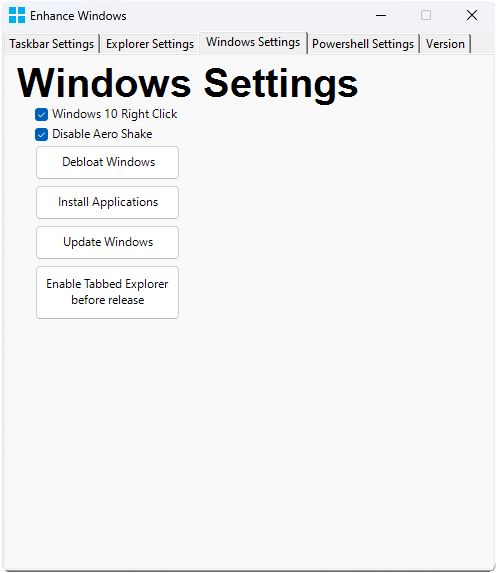 Enhance Windows
Taskbar Settings Explorer Settings Windows Settings Powershell Settings Version
Windows Settings
Windows 10 Right Click
Disable Aero Shake
Debloat Windows
Install Applications
Update Windows
Enable Tabbed Explorer
before release